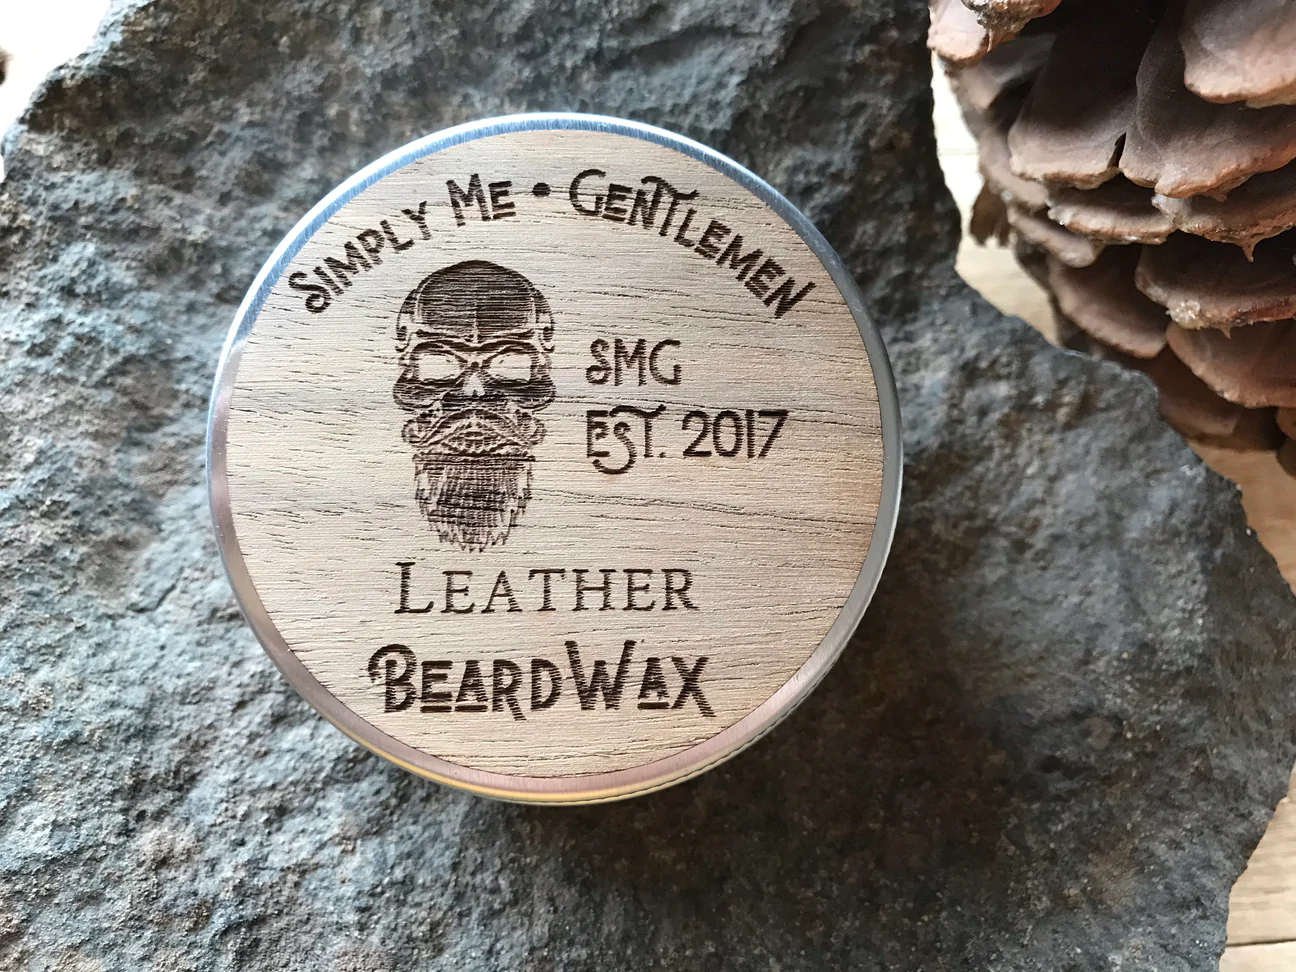 Simply Me • Gentlemen
SMG
Est. 2017
Leather
BeardWax